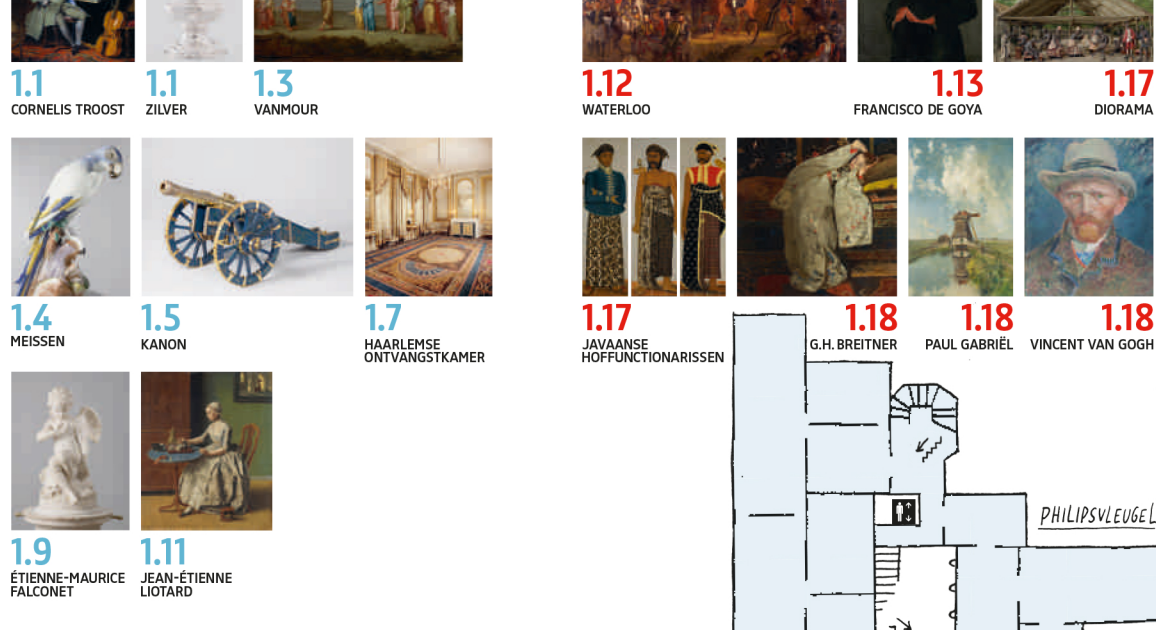 1.1
CORNELIS TROOST
1.1
ZILVER
1.3
VANMOUR
1.12
WATERLOO
1.13
FRANCISCO DE GOYA
1.17
DIORAMA
1.4
MEISSEN
1.5
KANON
1.7
HAARLEMSE
ONTVANGSTKAMER
1.17
JAVAANSE
HOFFUNCTIONARISSEN
1.18
G.H. BREITNER
1.18
PAUL GABRIËL
1.18
VINCENT VAN GOGH
1.9
ÉTIENNE-MAURICE
FALCONET
1.11
JEAN-ÉTIENNE
LIOTARD
PHILIPSVLEUGEL